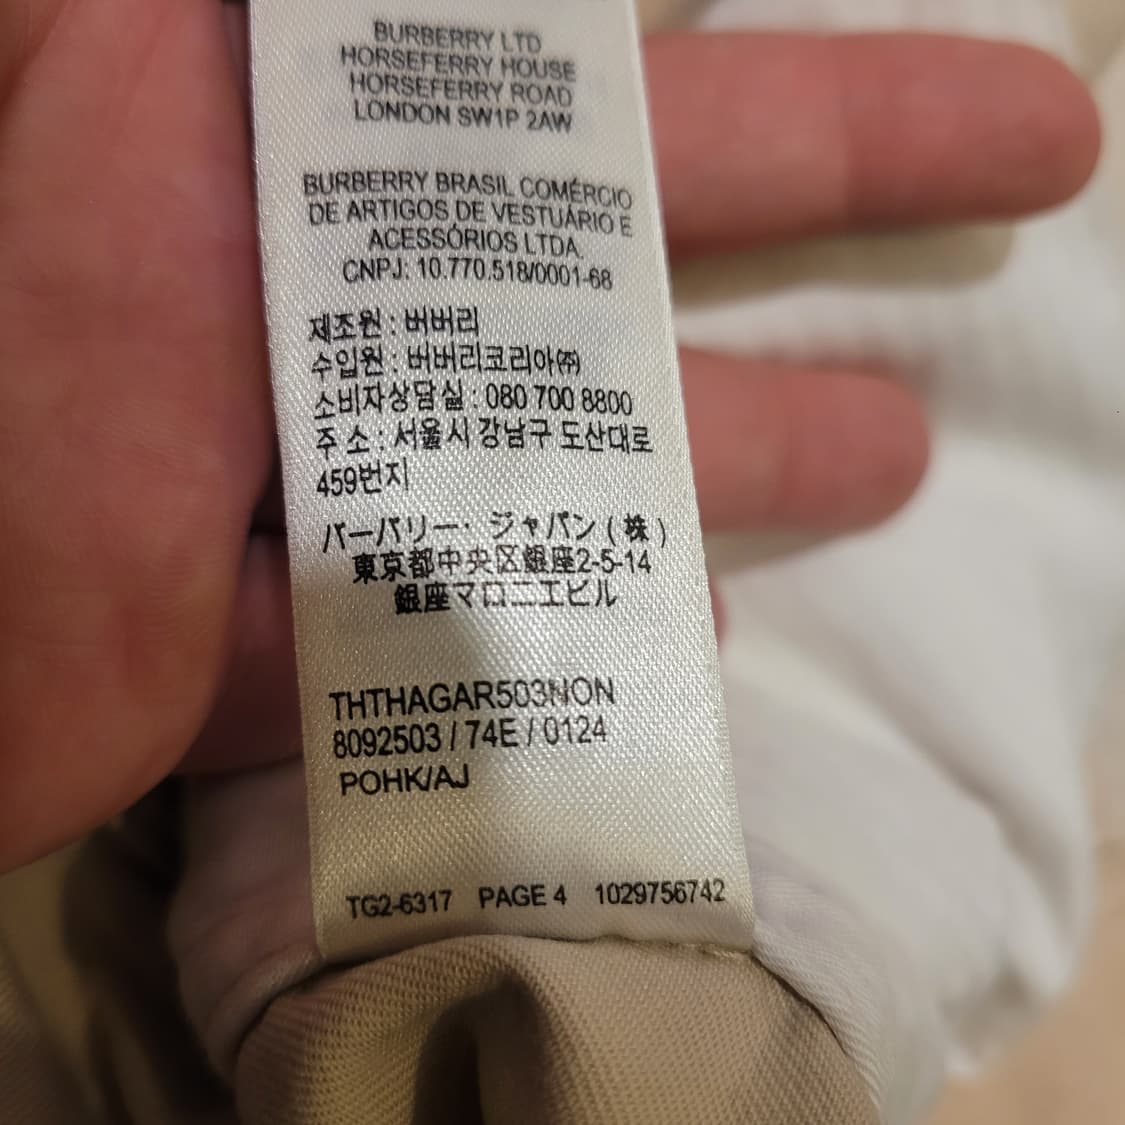 BURBERRY LTD
HORSEFERRY HOUSE
HORSEFERRY ROAD
LONDON SW1P 2AW
BURBERRY BRASIL COMÉRCIO
DE ARTIGOS DE VESTUÁRIO E
ACESSÓRIOS LTDA.
CNPJ: 10.770.518/0001-68
제조원 : 버버리
수입원 : 버버리코리아㈜
소비자상담실 : 080 700 8800
주 소 : 서울시 강남구 도산대로
459번지
バーバリー・ジャパン ( 株 )
東京都中央区銀座2-5-14
銀座マロニエビル
THTHAGAR503NON
8092503 / 74E / 0124
POHK/AJ
TG2-6317 PAGE 4 1029756742